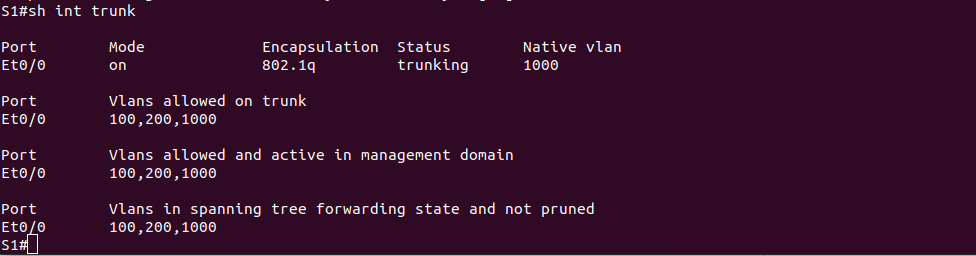 S1#sh int trunk
Port Mode Encapsulation Status Native vlan
Et0/0 on 802.1q trunking 1000
Port Vlans allowed on trunk
Et0/0 100,200,1000
Port Vlans allowed and active in management domain
Et0/0 100,200,1000
Port Vlans in spanning tree forwarding state and not pruned
Et0/0 100,200,1000
S1#